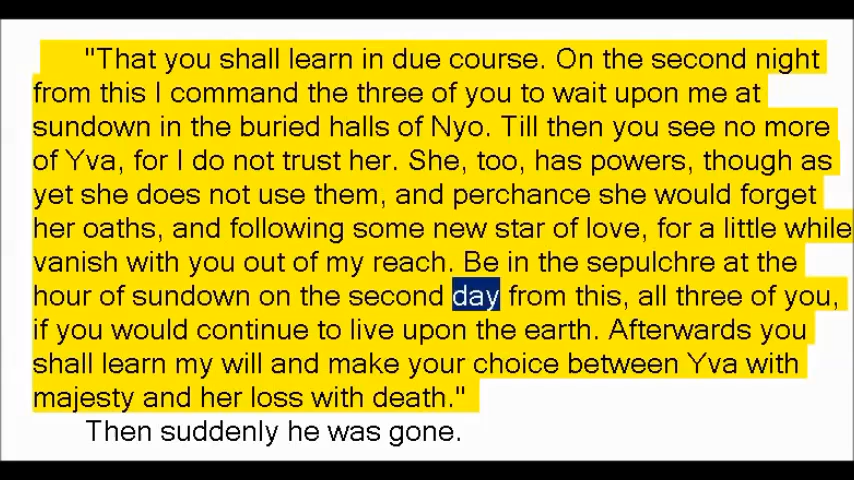 "That you shall learn in due course. On the second night
from this I command the three of you to wait upon me at
sundown in the buried halls of Nyo. Till then you see no more
of Yva, for I do not trust her. She, too, has powers, though as
yet she does not use them, and perchance she would forget
her oaths, and following some new star of love, for a little while
vanish with you out of my reach. Be in the sepulchre at the
hour of sundown on the second day from this, all three of you,
if you would continue to live upon the earth. Afterwards you
shall learn my will and make your choice between Yva with
majesty and her loss with death."
Then suddenly he was gone.